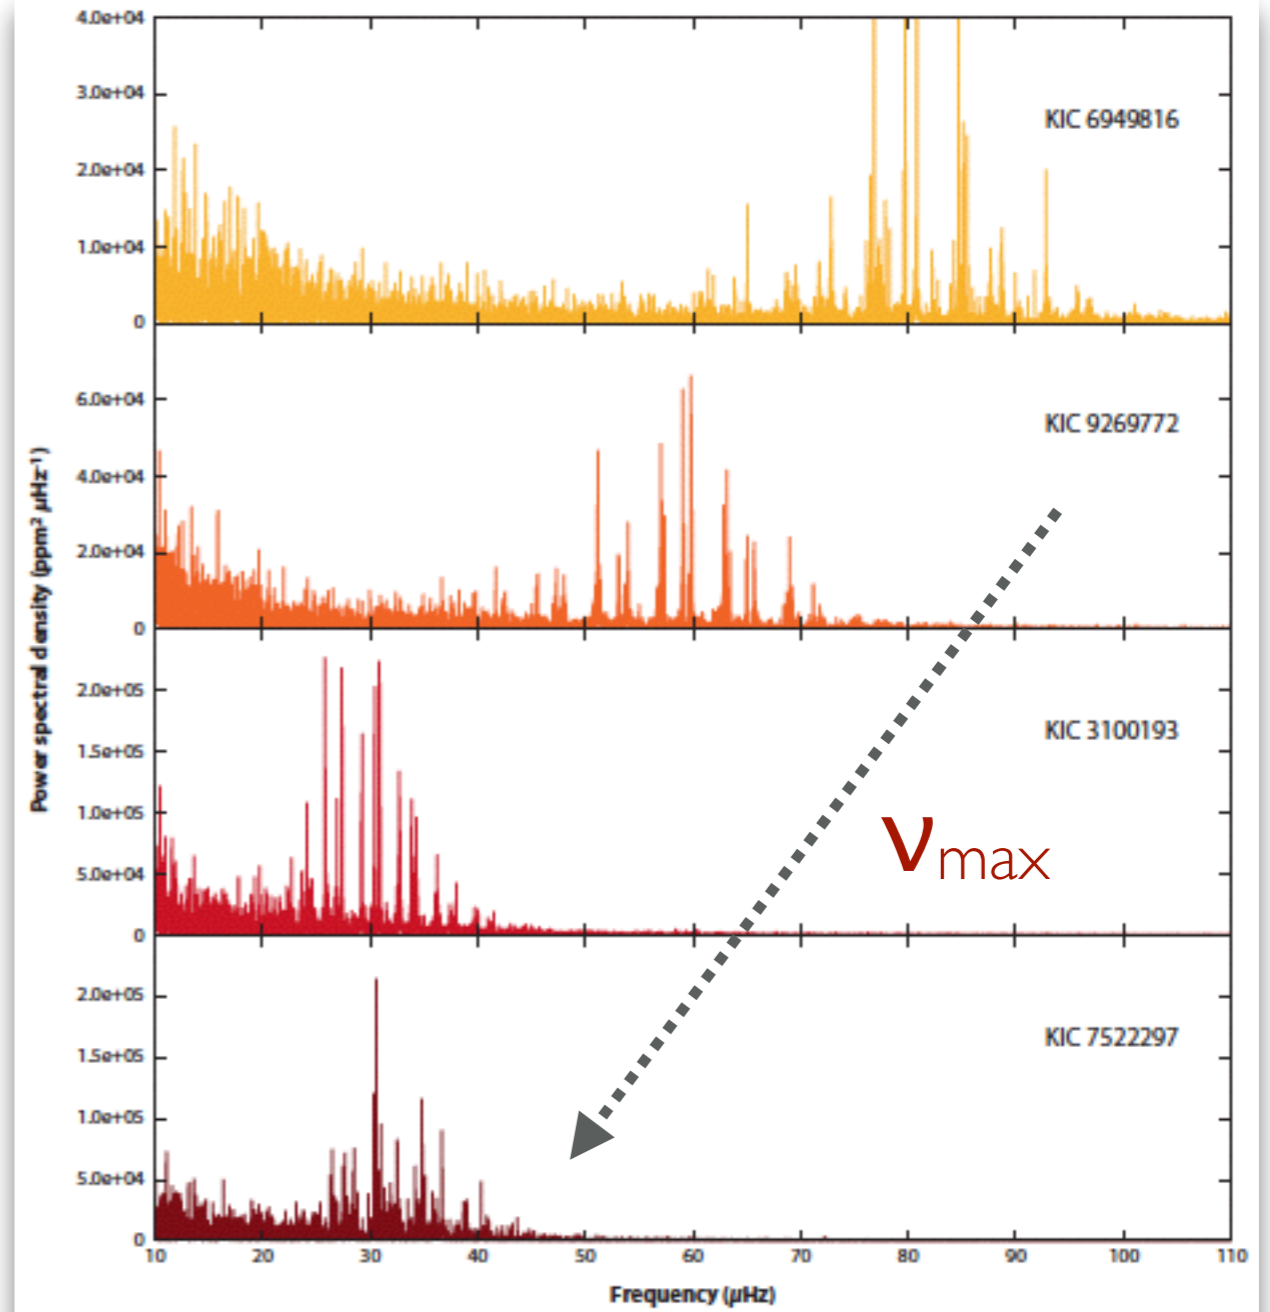 4.0e+04
3.0e+04
2.0e+04
1.0e+04
0
KIC 6949816
6.0e+04
4.0e+04
2.0e+04
0
KIC 9269772
Power spectral density (ppm² μHz⁻¹)
2.0e+05
1.5e+05
1.0e+05
5.0e+04
0
KIC 3100193
νmax
2.0e+05
1.5e+05
1.0e+05
5.0e+04
0
KIC 7522297
10 20 30 40 50 60 70 80 90 100 110
Frequency (μHz)